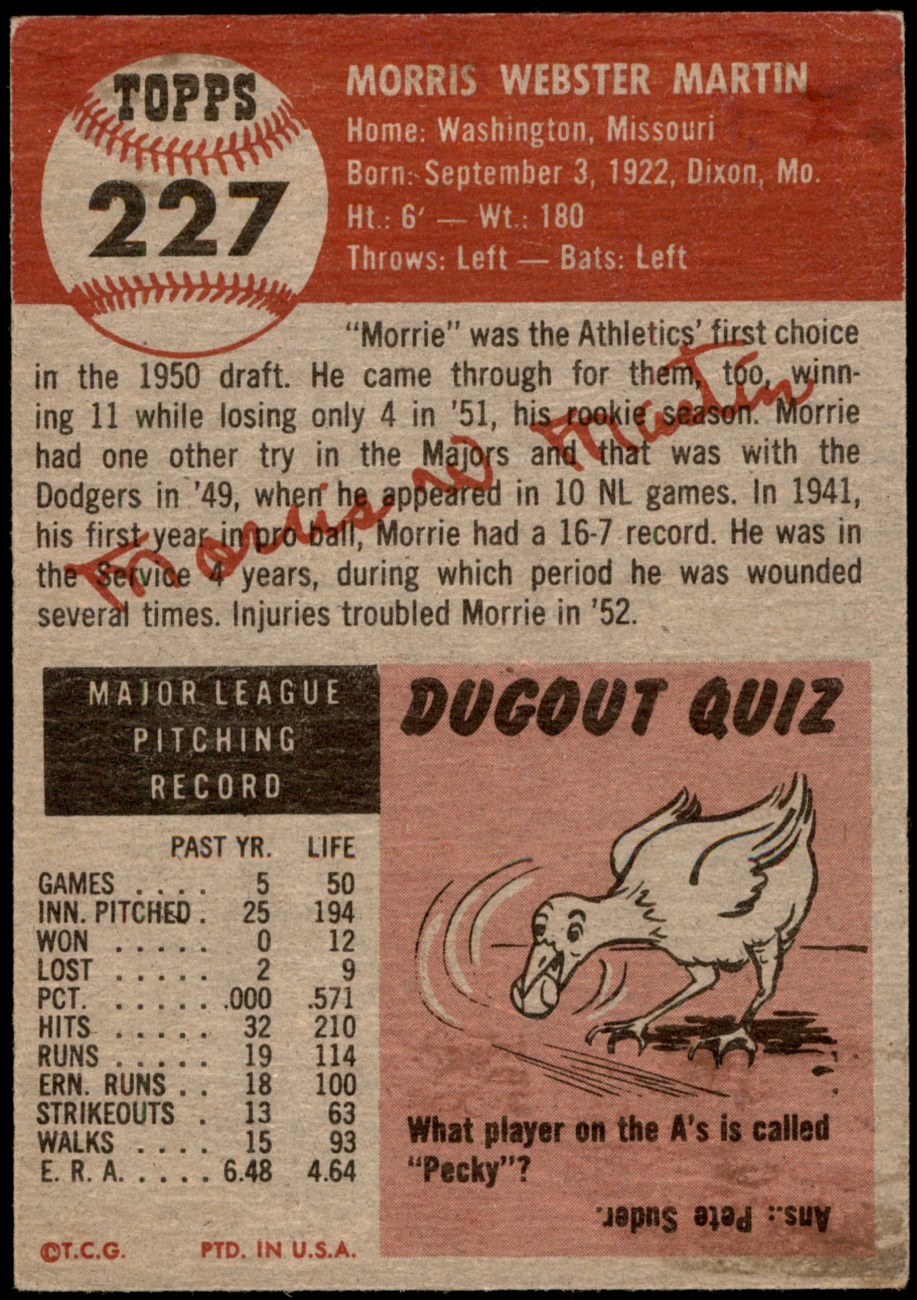 TOPPS
227
MORRIS WEBSTER MARTIN
Home: Washington, Missouri
Born: September 3, 1922, Dixon, Mo.
Ht.: 6' — Wt.: 180
Throws: Left — Bats: Left
"Morrie" was the Athletics' first choice
in the 1950 draft. He came through for them, too, winn-
ing 11 while losing only 4 in '51, his rookie season. Morrie
had one other try in the Majors and that was with the
Dodgers in '49, when he appeared in 10 NL games. In 1941,
his first year in pro ball, Morrie had a 16-7 record. He was in
the Service 4 years, during which period he was wounded
several times. Injuries troubled Morrie in '52.
Morris W Martin
MAJOR LEAGUE
PITCHING
RECORD
PAST YR. LIFE
GAMES . . . . 5 50
INN. PITCHED . 25 194
WON . . . . . 0 12
LOST . . . . . 2 9
PCT. . . . . . .000 .571
HITS . . . . . 32 210
RUNS . . . . . 19 114
ERN. RUNS . . 18 100
STRIKEOUTS . 13 63
WALKS . . . . 15 93
E. R. A. . . . . 6.48 4.64
©T.C.G. PTD. IN U.S.A.
DUGOUT QUIZ
What player on the A's is called
"Pecky"?
Ans.: Pete Suder.